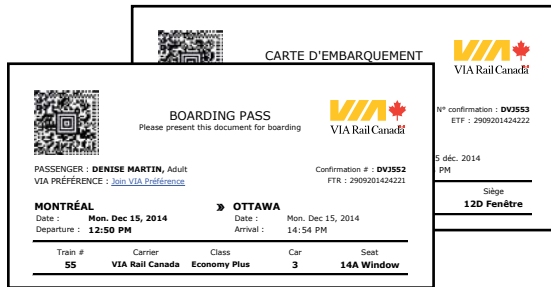 CARTE D'EMBARQUEMENT
VIA Rail Canada
N° confirmation : DVJ553
ETF : 2909201424222
déc. 2014
PM
Siège
12D Fenêtre
BOARDING PASS
Please present this document for boarding
VIA Rail Canada
PASSENGER : DENISE MARTIN, Adult
Confirmation # : DVJ552
VIA PRÉFÉRENCE : Join VIA Préférence
FTR : 2909201424221
MONTRÉAL » OTTAWA
Date : Mon. Dec 15, 2014 Date : Mon. Dec 15, 2014
Departure : 12:50 PM Arrival : 14:54 PM
Train # Carrier Class Car Seat
55 VIA Rail Canada Economy Plus 3 14A Window